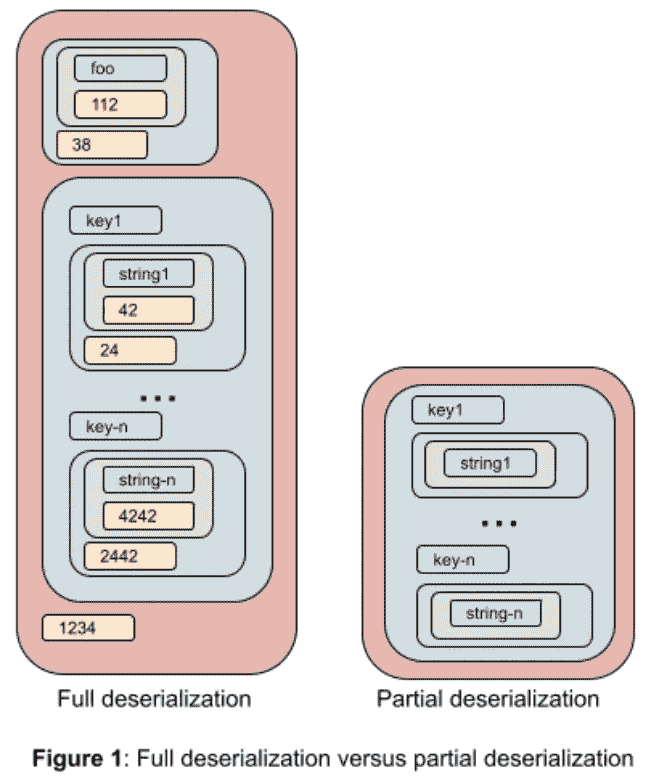 foo
112
38
key1
string1
42
24
...
key-n
string-n
4242
2442
1234
Full deserialization
key1
string1
...
key-n
string-n
Partial deserialization
Figure 1: Full deserialization versus partial deserialization